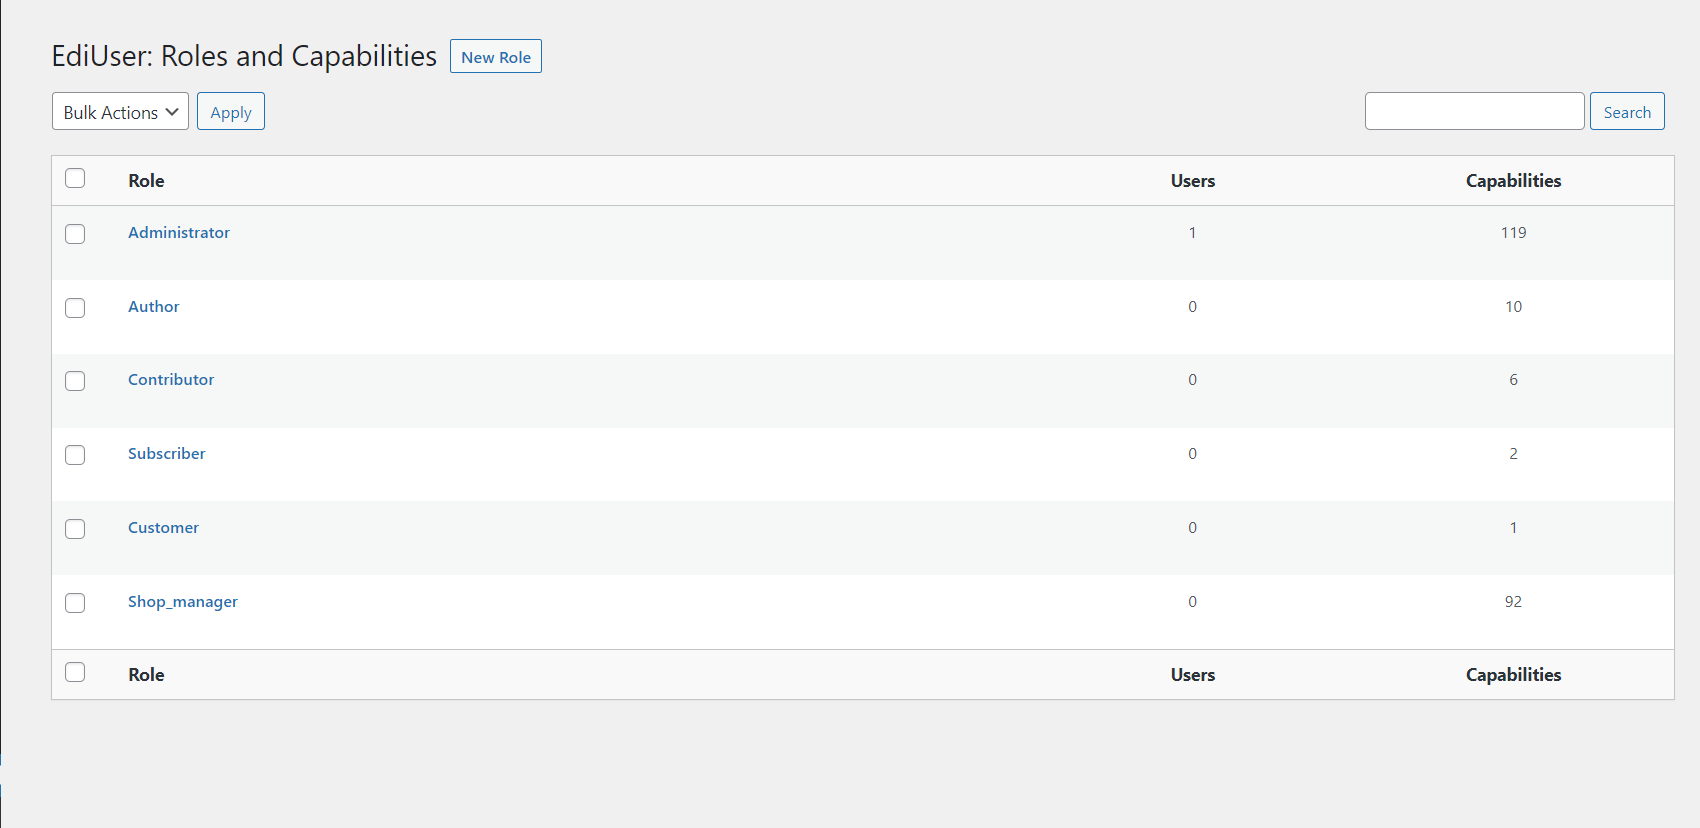 EdiUser: Roles and Capabilities New Role
Bulk Actions Apply Search
Role Users Capabilities
Administrator 1 119
Author 0 10
Contributor 0 6
Subscriber 0 2
Customer 0 1
Shop_manager 0 92
Role Users Capabilities